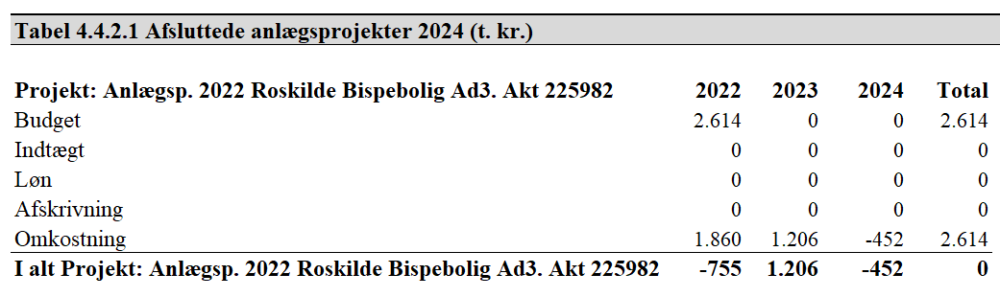 Tabel 4.4.2.1 Afsluttede anlægsprojekter 2024 (t. kr.)
Projekt: Anlægsp. 2022 Roskilde Bispebolig Ad3. Akt 225982 2022 2023 2024 Total
Budget 2.614 0 0 2.614
Indtægt 0 0 0 0
Løn 0 0 0 0
Afskrivning 0 0 0 0
Omkostning 1.860 1.206 -452 2.614
I alt Projekt: Anlægsp. 2022 Roskilde Bispebolig Ad3. Akt 225982 -755 1.206 -452 0